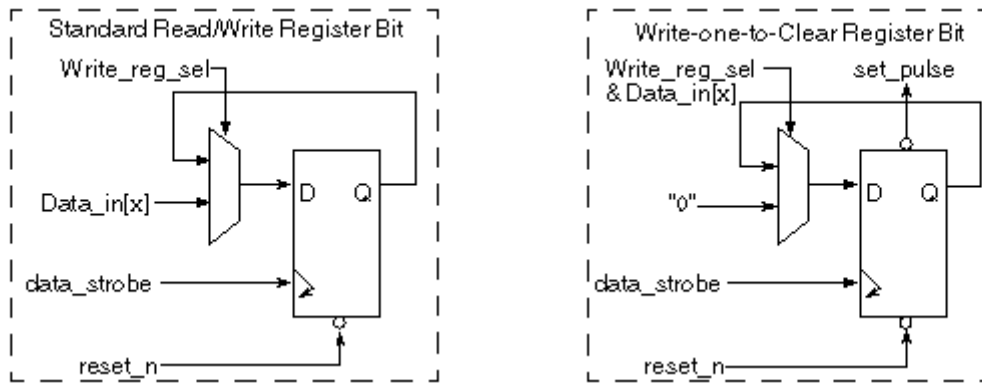 Standard Read/Write Register Bit
Write_reg_sel
Data_in[x]
D Q
data_strobe
reset_n
Write-one-to-Clear Register Bit
Write_reg_sel
& Data_in[x]
set_pulse
"0"
D Q
data_strobe
reset_n